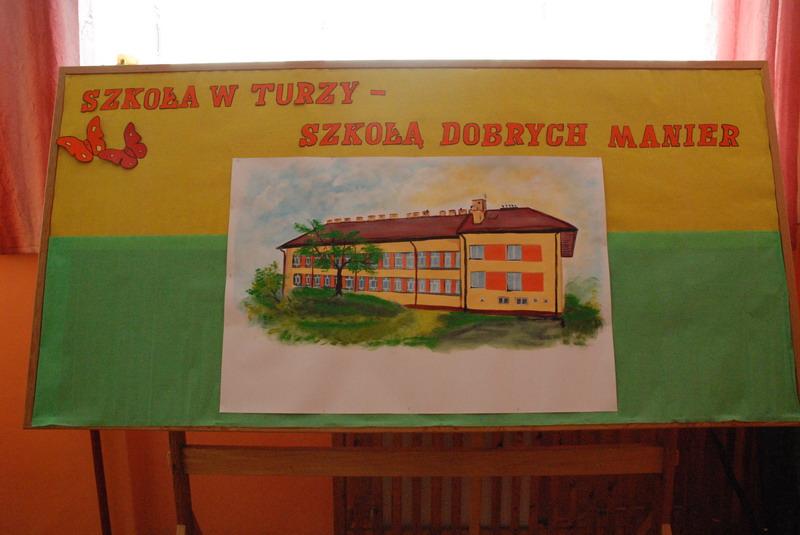 SZKOŁA W TURZY -
SZKOŁĄ DOBRYCH MANIER